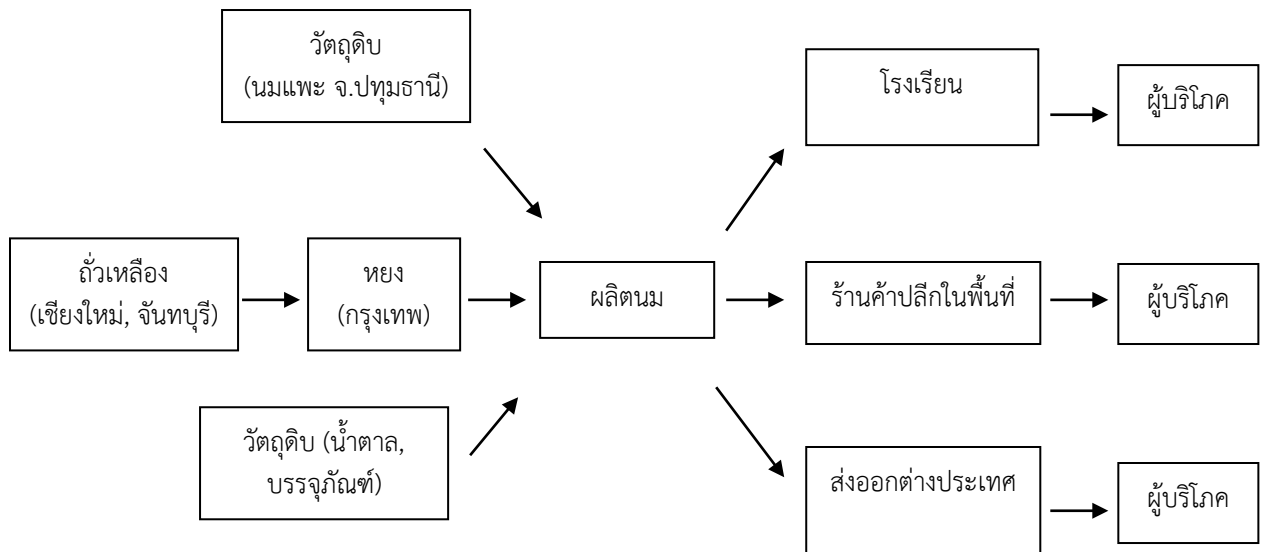 วัตถุดิบ
(นมแพะ จ.ปทุมธานี)
โรงเรียน
ผู้บริโภค
ถั่วเหลือง
(เชียงใหม่, จันทบุรี)
หยง
(กรุงเทพ)
ผลิตนม
ร้านค้าปลีกในพื้นที่
ผู้บริโภค
วัตถุดิบ (น้ำตาล,
บรรจุภัณฑ์)
ส่งออกต่างประเทศ
ผู้บริโภค